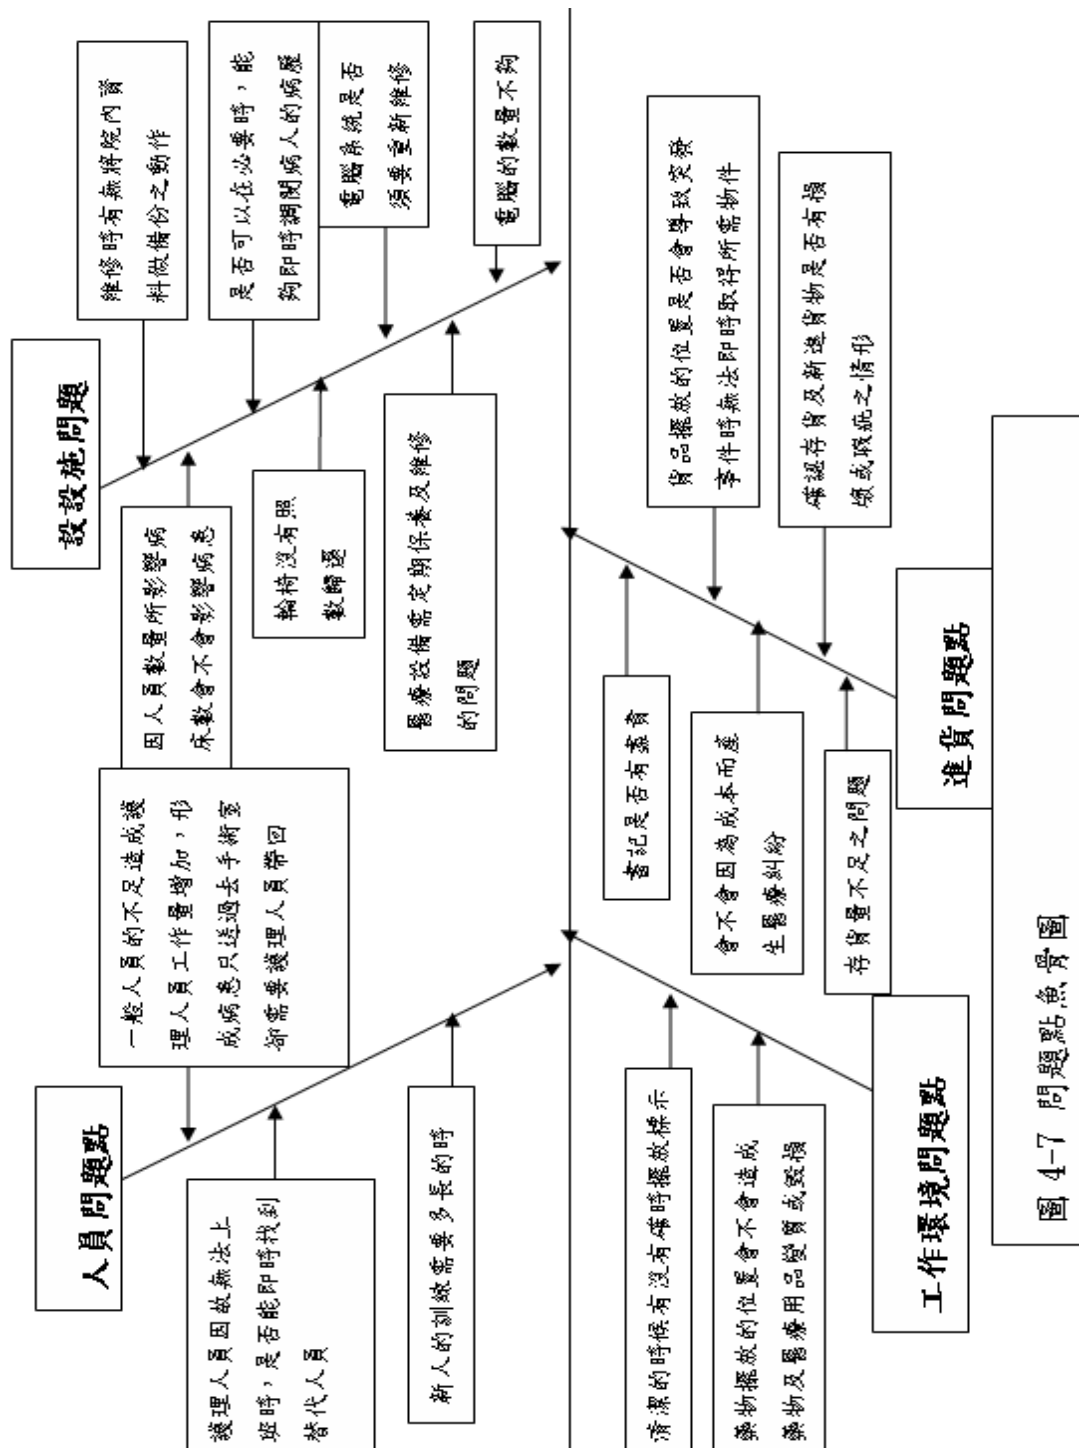 人員問題點
一般人員的不足造成護
理人員工作量增加，形
成病患只送過去手術室
卻需要護理人員帶回
護理人員因故無法上
班時，是否能即時找到
替代人員
新人的訓練需要多長的時
設設施問題
維修時有無將院內資
料做備份之動作
因人員數量所影響病
床數會不會影響病患
是否可以在必要時，能
夠即時調閱病人的病歷
輪椅沒有照
數歸還
電腦系統是否
須要重新維修
醫療設備需定期保養及維修
的問題
電腦的數量不夠
清潔的時候有沒有確時擺放標示
藥物擺放的位置會不會造成
藥物及醫療用品變質或毀損
工作環境問題點
書記是否有盡責
貨品擺放的位置是否會導致突發
事件時無法即時取得所需物件
會不會因為成本而產
生醫療糾紛
確認存貨及新進貨物是否有損
壞或瑕疵之情形
存貨量不足之問題
進貨問題點
圖 4-7 問題點魚骨圖